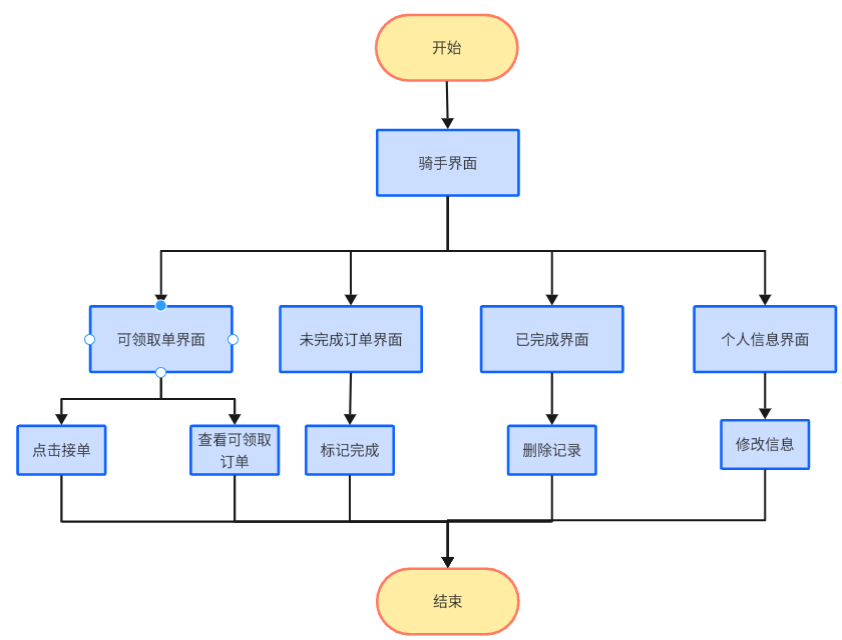 开始
骑手界面
可领取单界面
未完成订单界面
已完成界面
个人信息界面
点击接单
查看可领取
订单
标记完成
删除记录
修改信息
结束